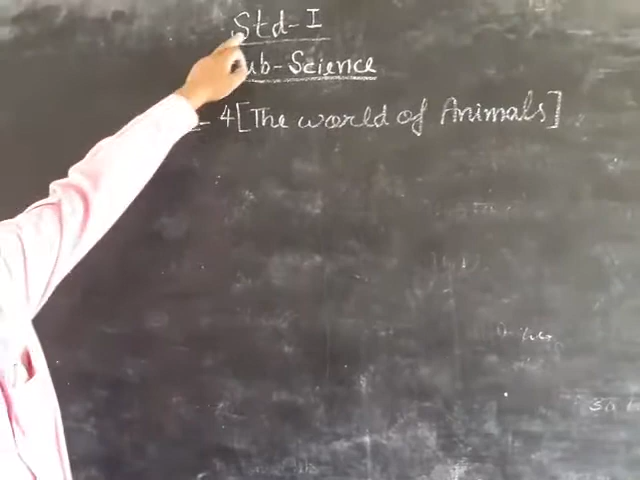 Std-I
ub-Science
- 4[The world of Animals]